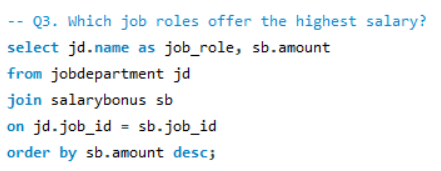 -- Q3. Which job roles offer the highest salary?
select jd.name as job_role, sb.amount
from jobdepartment jd
join salarybonus sb
on jd.job_id = sb.job_id
order by sb.amount desc;